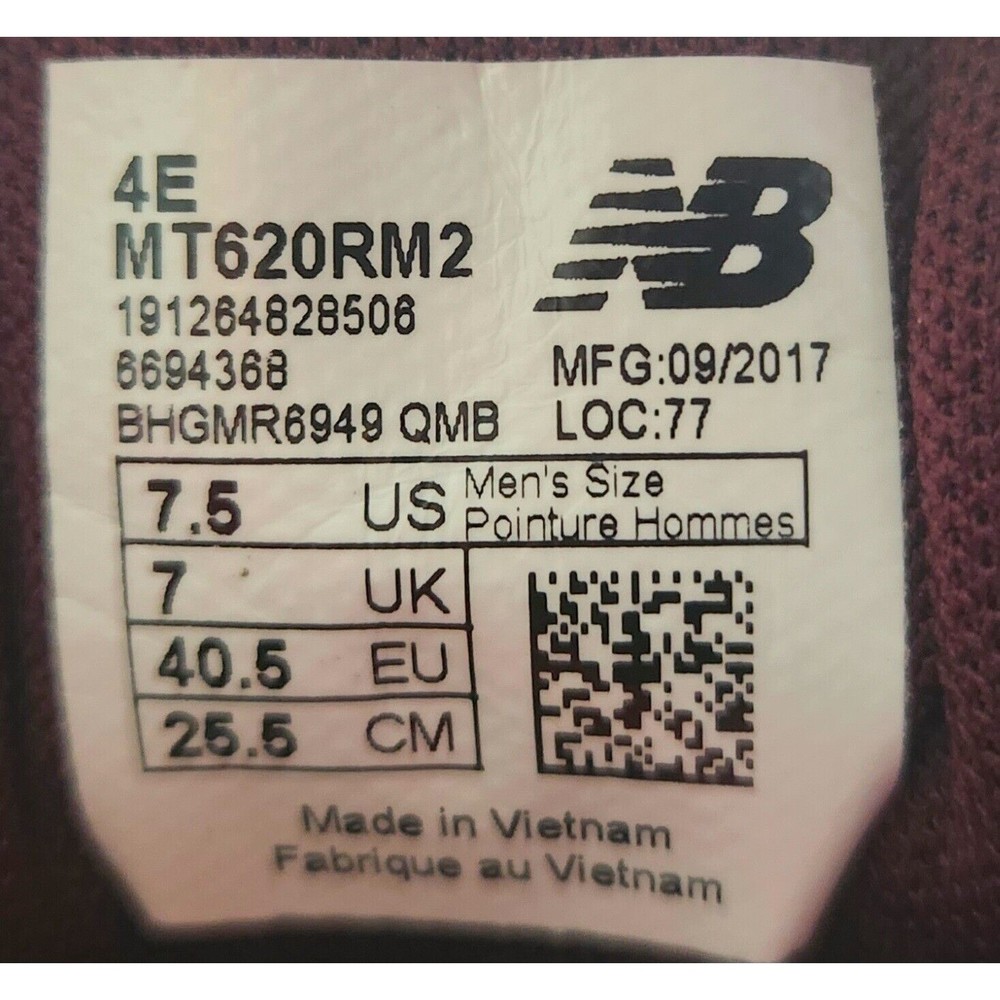 4E
MT620RM2
NB
191264828506
6694368
MFG:09/2017
BHGMR6949 QMB
LOC:77
7.5 US Men's Size
Pointure Hommes
7 UK
40.5 EU
25.5 CM
Made in Vietnam
Fabrique au Vietnam